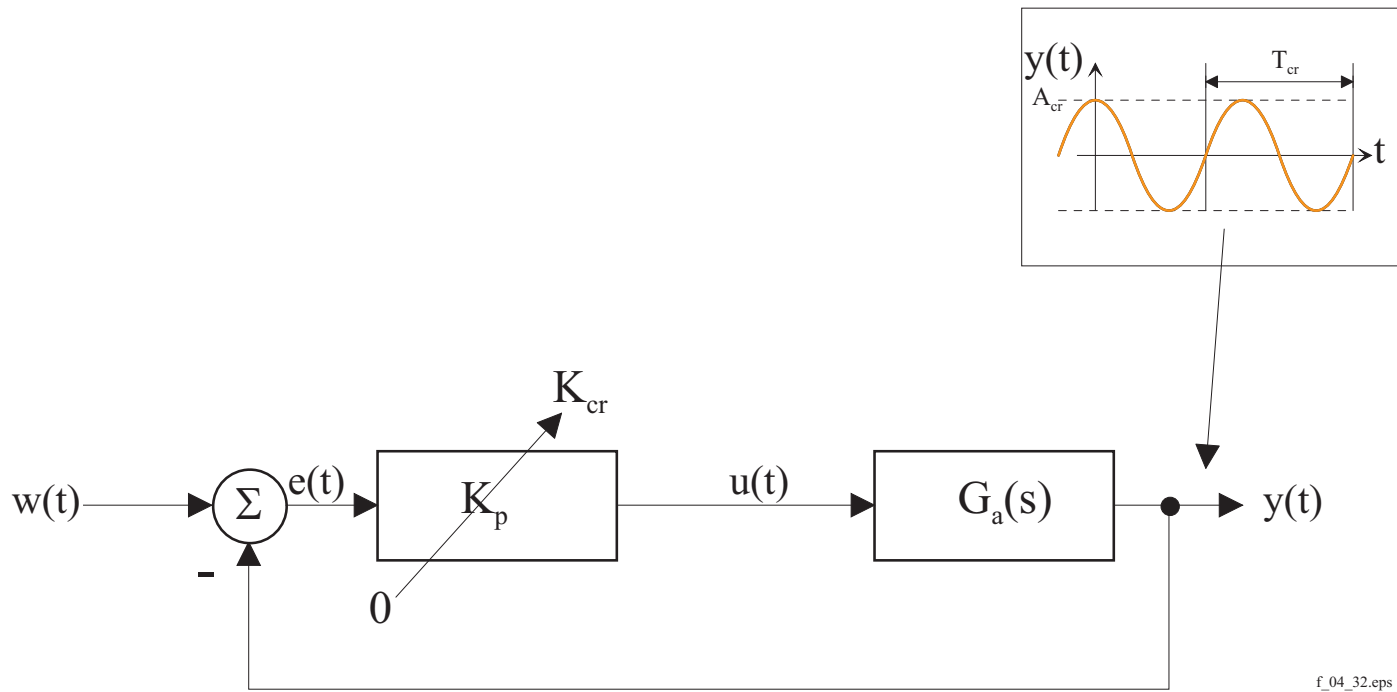 y(t)
T_cr
A_cr
t
K_cr
w(t)
Σ
e(t)
K_p
u(t)
G_a(s)
y(t)
-
0
f_04_32.eps